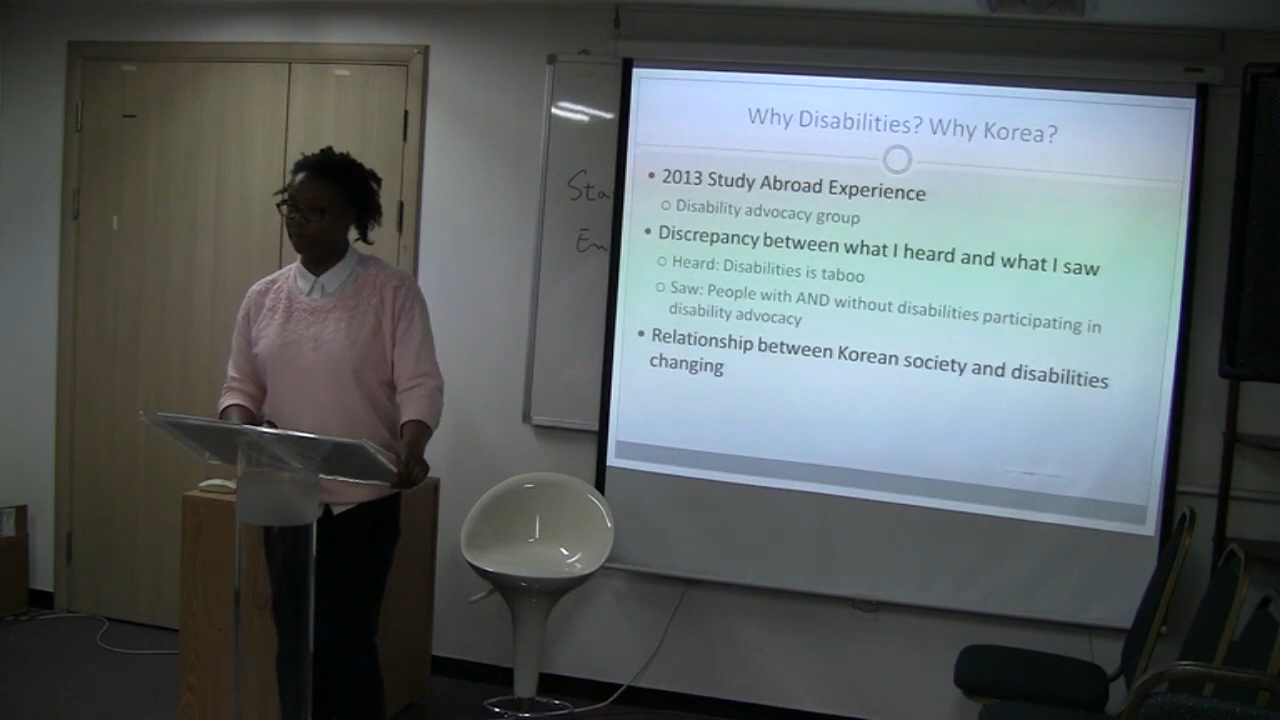 Why Disabilities? Why Korea?
• 2013 Study Abroad Experience
○ Disability advocacy group
• Discrepancy between what I heard and what I saw
○ Heard: Disabilities is taboo
○ Saw: People with AND without disabilities participating in
disability advocacy
• Relationship between Korean society and disabilities
changing
Sta
En